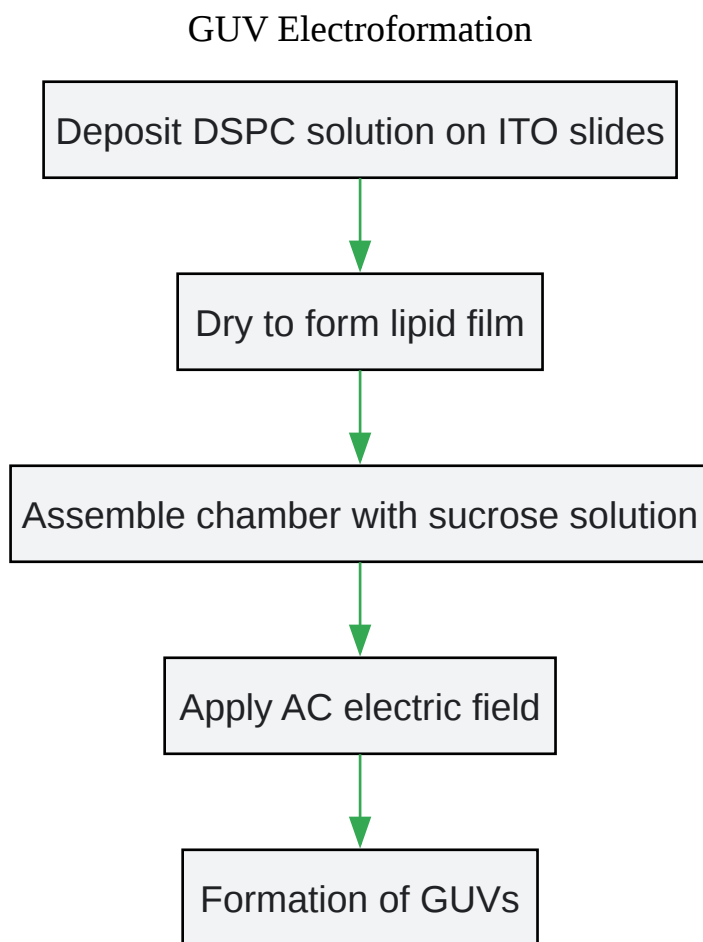 GUV Electroformation
Deposit DSPC solution on ITO slides
Dry to form lipid film
Assemble chamber with sucrose solution
Apply AC electric field
Formation of GUVs